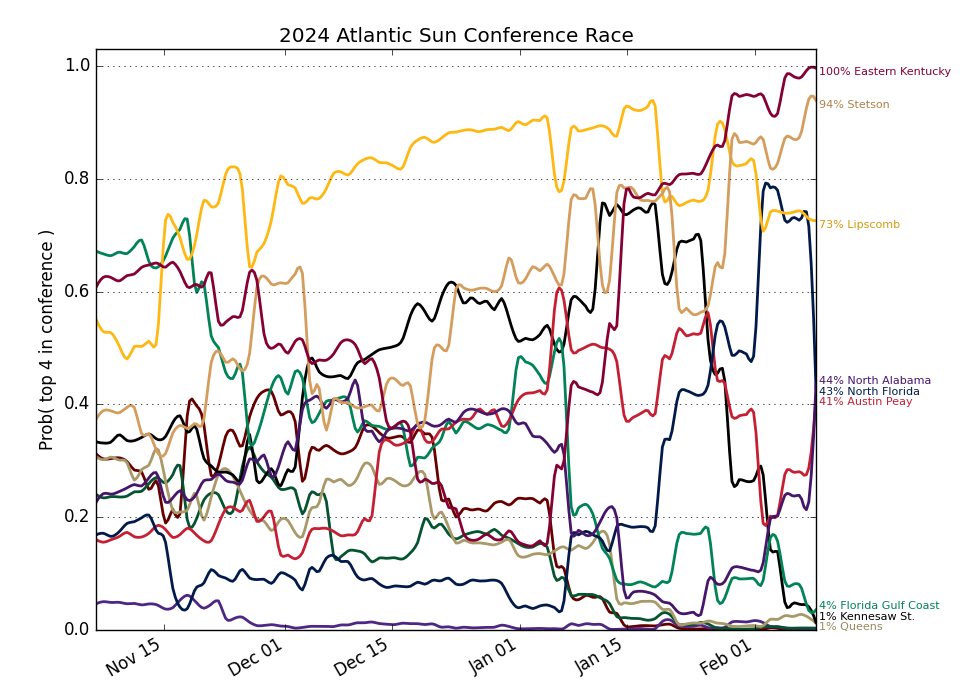 2024 Atlantic Sun Conference Race
Prob( top 4 in conference )
1.0
0.8
0.6
0.4
0.2
0.0
Nov 15
Dec 01
Dec 15
Jan 01
Jan 15
Feb 01
100% Eastern Kentucky
94% Stetson
73% Lipscomb
44% North Alabama
43% North Florida
41% Austin Peay
4% Florida Gulf Coast
1% Kennesaw St.
1% Queens